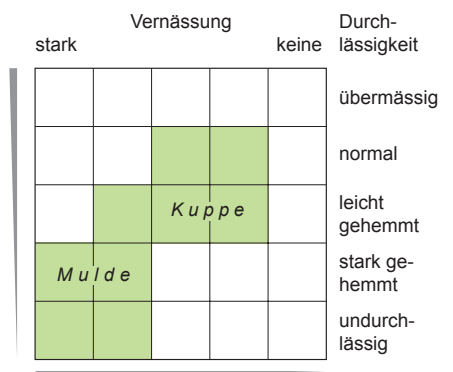 Vernässung
stark
keine
Durch-
lässigkeit
übermässig
normal
leicht
gehemmt
Kuppe
stark ge-
hemmt
Mulde
undurch-
lässig